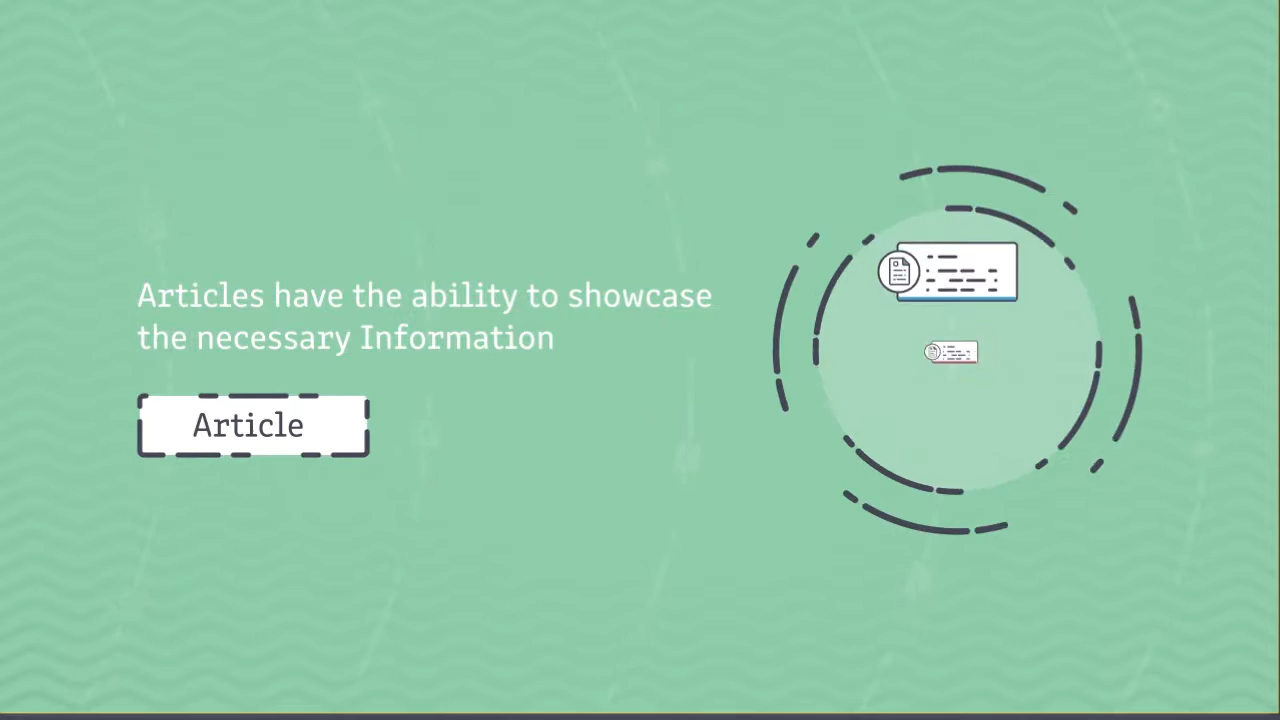 Articles have the ability to showcase
the necessary Information
Article